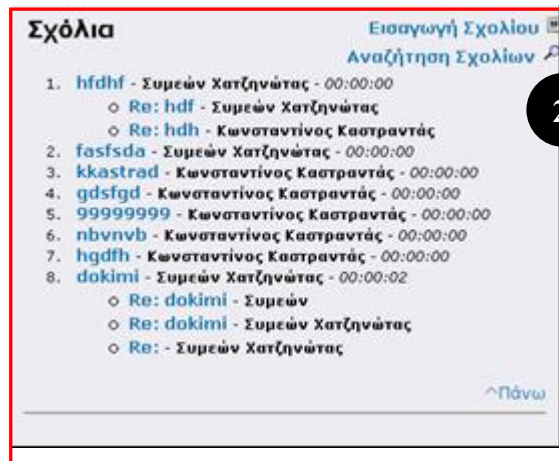 Σχόλια
Εισαγωγή Σχολίου
Αναζήτηση Σχολίων
1. hfdhf - Συμεών Χατζηνώτας - 00:00:00
o Re: hdf - Συμεών Χατζηνώτας
o Re: hdh - Κωνσταντίνος Καστραντάς
2. fasfsda - Συμεών Χατζηνώτας - 00:00:00
3. kkastrad - Κωνσταντίνος Καστραντάς - 00:00:00
4. gdsfgd - Κωνσταντίνος Καστραντάς - 00:00:00
5. 99999999 - Κωνσταντίνος Καστραντάς - 00:00:00
6. nbvnvb - Κωνσταντίνος Καστραντάς - 00:00:00
7. hgdfh - Κωνσταντίνος Καστραντάς - 00:00:00
8. dokimi - Συμεών Χατζηνώτας - 00:00:02
o Re: dokimi - Συμεών
o Re: dokimi - Συμεών Χατζηνώτας
o Re: - Συμεών Χατζηνώτας
^Πάνω
2